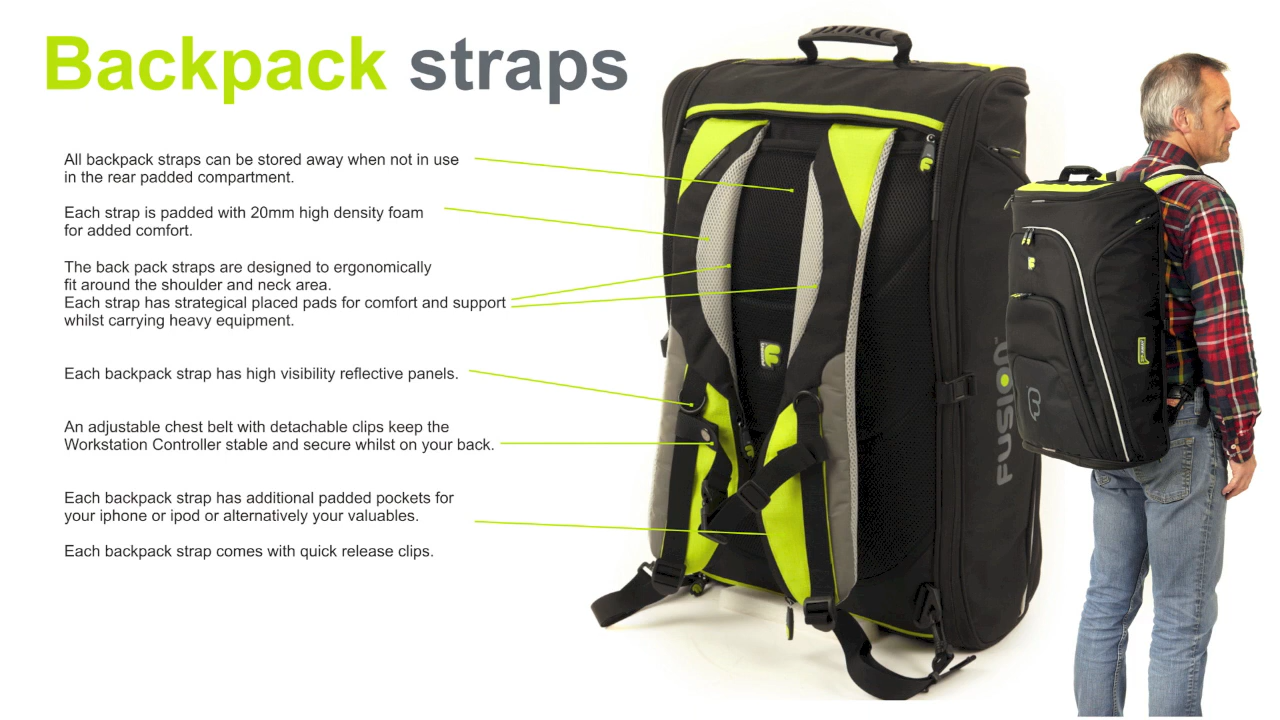 Backpack straps
All backpack straps can be stored away when not in use
in the rear padded compartment.
Each strap is padded with 20mm high density foam
for added comfort.
The back pack straps are designed to ergonomically
fit around the shoulder and neck area.
Each strap has strategical placed pads for comfort and support
whilst carrying heavy equipment.
Each backpack strap has high visibility reflective panels.
An adjustable chest belt with detachable clips keep the
Workstation Controller stable and secure whilst on your back.
Each backpack strap has additional padded pockets for
your iphone or ipod or alternatively your valuables.
Each backpack strap comes with quick release clips.
FUSION